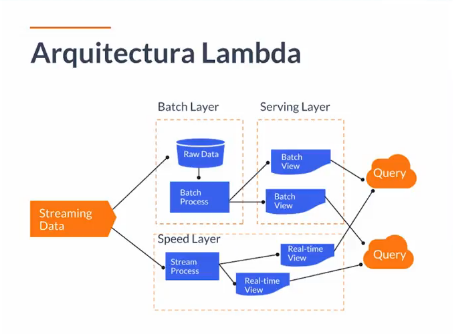 Arquitectura Lambda
Batch Layer
Serving Layer
Raw Data
Batch
Process
Batch
View
Batch
View
Query
Streaming
Data
Speed Layer
Stream
Process
Real-time
View
Real-time
View
Query